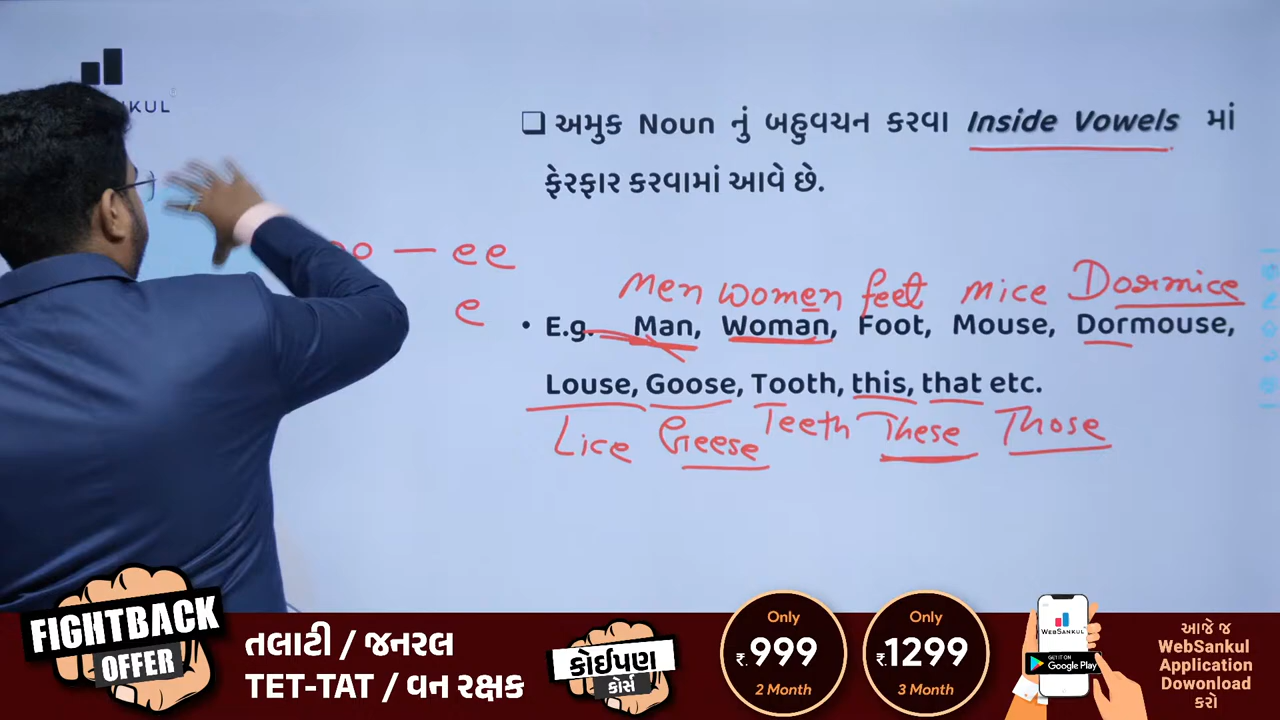 ❑ અમુક Noun નું બહુવચન કરવા Inside Vowels માં
ફેરફાર કરવામાં આવે છે.
— ee
e
Men women feet mice Dormice
• E.g. Man, Woman, Foot, Mouse, Dormouse,
Louse, Goose, Tooth, this, that etc.
Lice Geese Teeth These Those
FIGHTBACK
OFFER
તલાટી / જનરલ
TET-TAT / વન રક્ષક
કોઈપણ
કોર્સ
Only
₹.999
2 Month
Only
₹.1299
3 Month
WEBSANKUL
GET IT ON
Google Play
આજે જ
WebSankul
Application
Dowonload
કરો